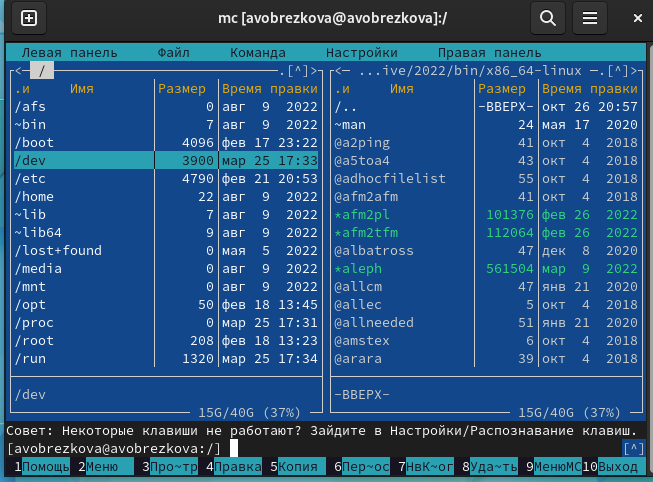 mc [avobrezkova@avobrezkova]:/
Левая панель Файл Команда Настройки Правая панель
<— / .[^]> <— ...ive/2022/bin/x86_64-linux —.[^]>
.и Имя Размер Время правки .и Имя Размер Время правки
/afs 0 авг 9 2022 /.. -ВВЕРХ- окт 26 20:57
~bin 7 авг 9 2022 ~man 24 мая 17 2020
/boot 4096 фев 17 23:22 @a2ping 41 окт 4 2018
/dev 3900 мар 25 17:33 @a5toa4 43 окт 4 2018
/etc 4790 фев 21 20:53 @adhocfilelist 55 окт 4 2018
/home 22 авг 9 2022 @afm2afm 41 окт 4 2018
~lib 7 авг 9 2022 *afm2pl 101376 фев 26 2022
~lib64 9 авг 9 2022 *afm2tfm 112064 фев 26 2022
/lost+found 0 мая 5 2022 @albatross 47 дек 8 2020
/media 0 авг 9 2022 *aleph 561504 мар 9 2022
/mnt 0 авг 9 2022 @allcm 47 янв 21 2020
/opt 50 фев 18 13:45 @allec 5 окт 4 2018
/proc 0 мар 25 17:31 @allneeded 51 янв 21 2020
/root 208 фев 18 13:23 @amstex 6 окт 4 2018
/run 1320 мар 25 17:34 @arara 39 окт 4 2018
/dev -ВВЕРХ-
15G/40G (37%) 15G/40G (37%)
Совет: Некоторые клавиши не работают? Зайдите в Настройки/Распознавание клавиш.
[avobrezkova@avobrezkova:/] [^]
1Помощь 2Меню 3Про~тр 4Правка 5Копия 6Пер~ос 7НвК~ог 8Уда~ть 9МенюМС 10Выход